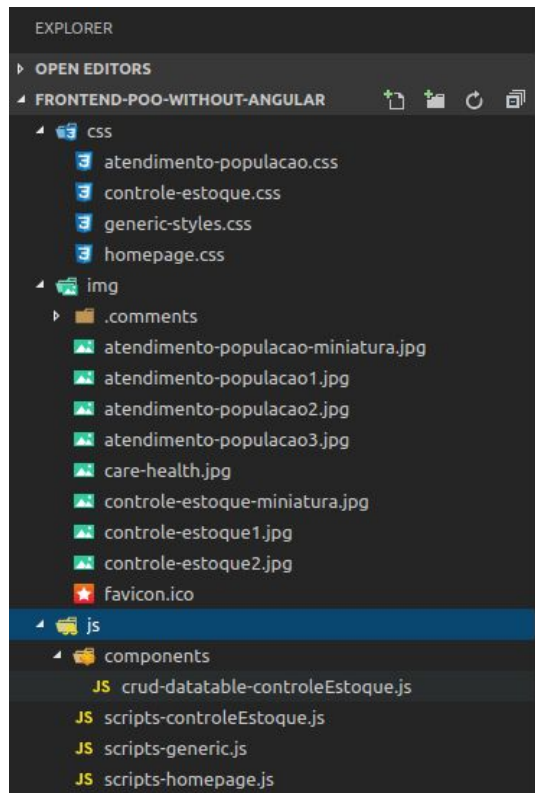 EXPLORER
OPEN EDITORS
FRONTEND-POO-WITHOUT-ANGULAR
css
atendimento-populacao.css
controle-estoque.css
generic-styles.css
homepage.css
img
.comments
atendimento-populacao-miniatura.jpg
atendimento-populacao1.jpg
atendimento-populacao2.jpg
atendimento-populacao3.jpg
care-health.jpg
controle-estoque-miniatura.jpg
controle-estoque1.jpg
controle-estoque2.jpg
favicon.ico
js
components
JS crud-datatable-controleEstoque.js
JS scripts-controleEstoque.js
JS scripts-generic.js
JS scripts-homepage.js